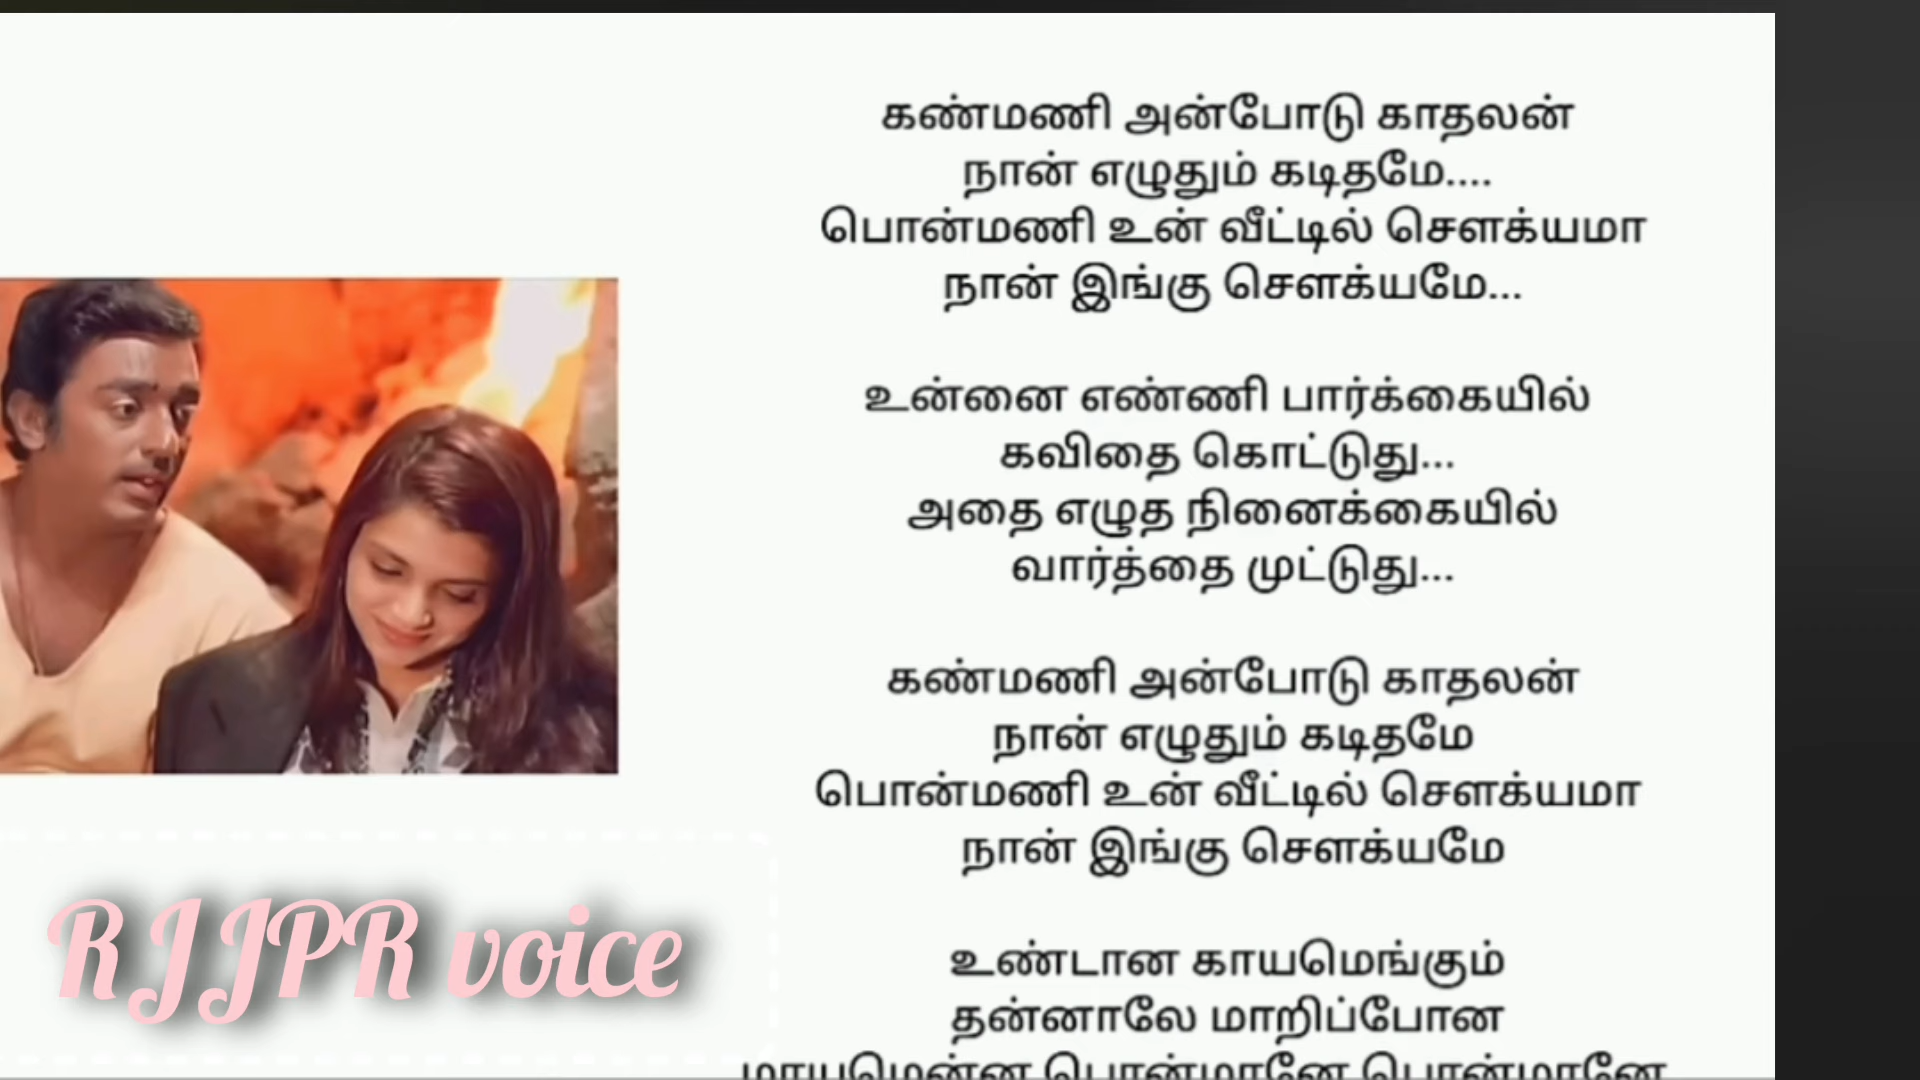 கண்மணி அன்போடு காதலன்
நான் எழுதும் கடிதமே....
பொன்மணி உன் வீட்டில் சௌக்யமா
நான் இங்கு சௌக்யமே...
உன்னை எண்ணி பார்க்கையில்
கவிதை கொட்டுது...
அதை எழுத நினைக்கையில்
வார்த்தை முட்டுது...
கண்மணி அன்போடு காதலன்
நான் எழுதும் கடிதமே
பொன்மணி உன் வீட்டில் சௌக்யமா
நான் இங்கு சௌக்யமே
உண்டான காயமெங்கும்
தன்னாலே மாறிப்போன
மாயமென்ன பொன்மானே பொன்மானே
RJJPR voice